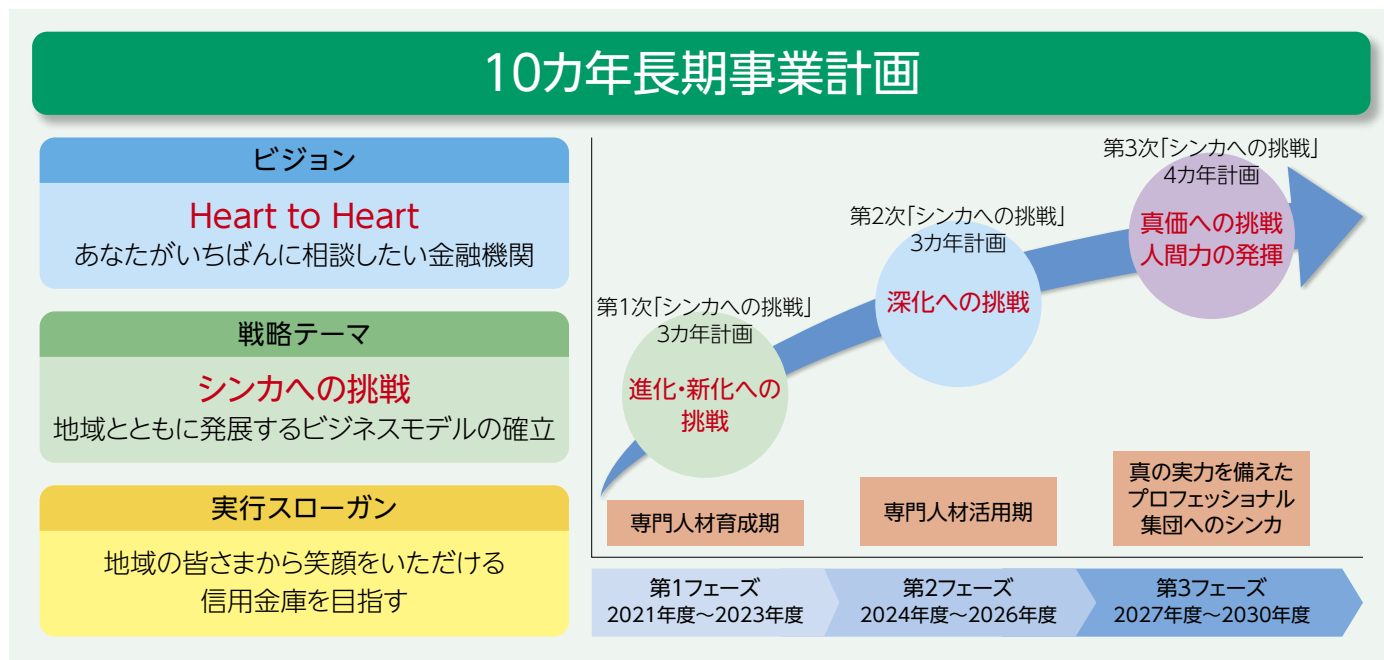 10カ年長期事業計画
ビジョン
Heart to Heart
あなたがいちばんに相談したい金融機関
戦略テーマ
シンカへの挑戦
地域とともに発展するビジネスモデルの確立
実行スローガン
地域の皆さまから笑顔をいただける
信用金庫を目指す
第1次「シンカへの挑戦」
3カ年計画
進化・新化への
挑戦
第2次「シンカへの挑戦」
3カ年計画
深化への挑戦
第3次「シンカへの挑戦」
4カ年計画
真価への挑戦
人間力の発揮
専門人材育成期
専門人材活用期
真の実力を備えた
プロフェッショナル
集団へのシンカ
第1フェーズ
2021年度～2023年度
第2フェーズ
2024年度～2026年度
第3フェーズ
2027年度～2030年度